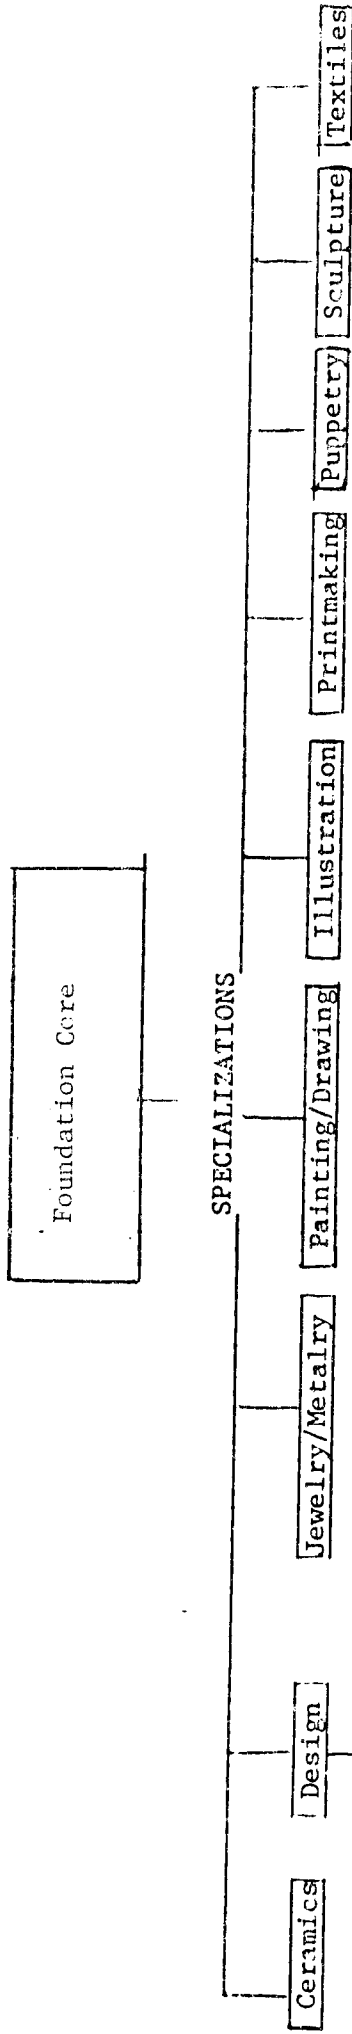 Foundation Core
SPECIALIZATIONS
Ceramics
Design
Jewelry/Metalry
Painting/Drawing
Illustration
Printmaking
Puppetry
Sculpture
Textiles